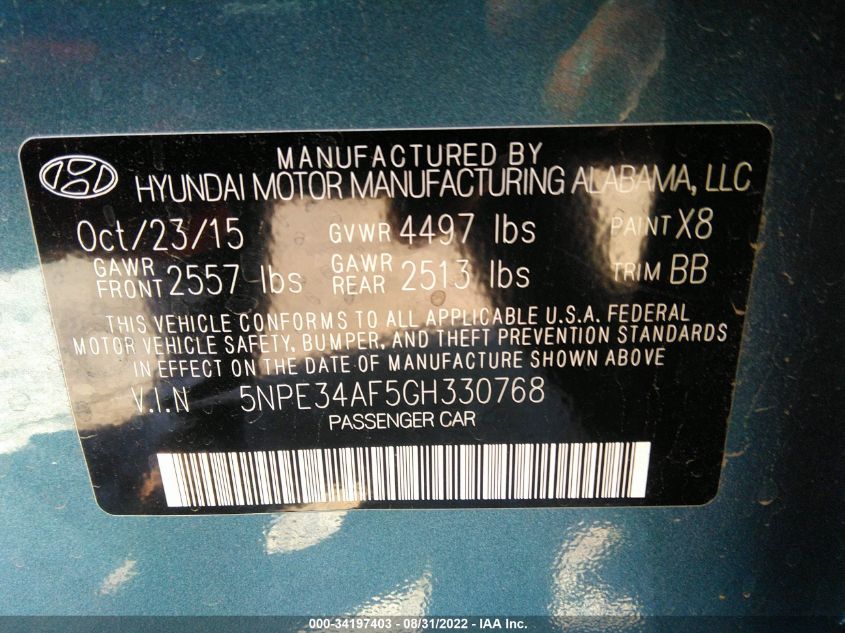 MANUFACTURED BY
HYUNDAI MOTOR MANUFACTURING ALABAMA, LLC
Oct/23/15 GVWR 4497 lbs PAINT X8
GAWR FRONT 2557 lbs GAWR REAR 2513 lbs TRIM BB
THIS VEHICLE CONFORMS TO ALL APPLICABLE U.S.A. FEDERAL
MOTOR VEHICLE SAFETY, BUMPER, AND THEFT PREVENTION STANDARDS
IN EFFECT ON THE DATE OF MANUFACTURE SHOWN ABOVE
V.I.N 5NPE34AF5GH330768
PASSENGER CAR
000-34197403 - 08/31/2022 - IAA Inc.